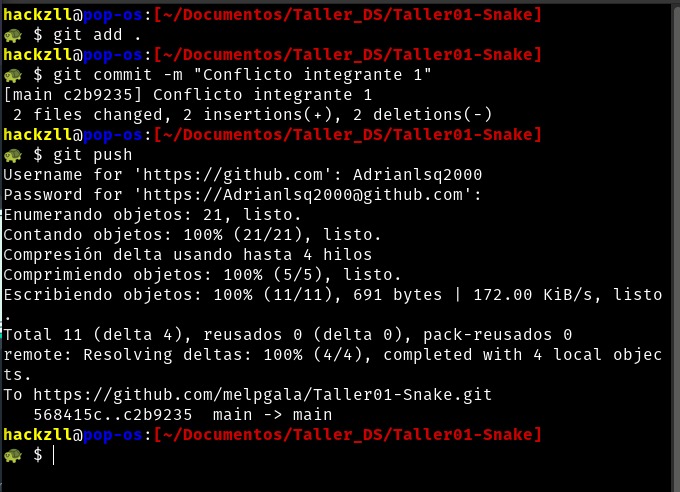 hackzll@pop-os:[~/Documentos/Taller_DS/Taller01-Snake]
🐢 $ git add .
hackzll@pop-os:[~/Documentos/Taller_DS/Taller01-Snake]
🐢 $ git commit -m "Conflicto integrante 1"
[main c2b9235] Conflicto integrante 1
 2 files changed, 2 insertions(+), 2 deletions(-)
hackzll@pop-os:[~/Documentos/Taller_DS/Taller01-Snake]
🐢 $ git push
Username for 'https://github.com': Adrianlsq2000
Password for 'https://Adrianlsq2000@github.com':
Enumerando objetos: 21, listo.
Contando objetos: 100% (21/21), listo.
Compresión delta usando hasta 4 hilos
Comprimiendo objetos: 100% (5/5), listo.
Escribiendo objetos: 100% (11/11), 691 bytes | 172.00 KiB/s, listo
.
Total 11 (delta 4), reusados 0 (delta 0), pack-reusados 0
remote: Resolving deltas: 100% (4/4), completed with 4 local objec
ts.
To https://github.com/melpgala/Taller01-Snake.git
   568415c..c2b9235  main -> main
hackzll@pop-os:[~/Documentos/Taller_DS/Taller01-Snake]
🐢 $